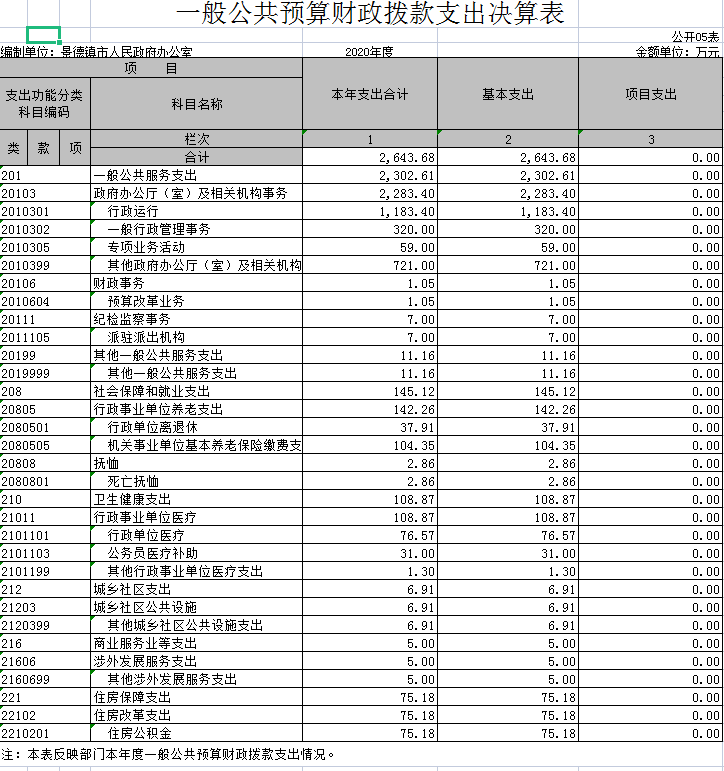 一般公共预算财政拨款支出决算表
公开05表
编制单位：景德镇市人民政府办公室 2020年度 金额单位：万元
项 目 本年支出合计 基本支出 项目支出
支出功能分类科目编码 科目名称
类 款 项 栏次 1 2 3
合计 2,643.68 2,643.68 0.00
201 一般公共服务支出 2,302.61 2,302.61 0.00
20103 政府办公厅（室）及相关机构事务 2,283.40 2,283.40 0.00
2010301 行政运行 1,183.40 1,183.40 0.00
2010302 一般行政管理事务 320.00 320.00 0.00
2010305 专项业务活动 59.00 59.00 0.00
2010399 其他政府办公厅（室）及相关机构 721.00 721.00 0.00
20106 财政事务 1.05 1.05 0.00
2010604 预算改革业务 1.05 1.05 0.00
20111 纪检监察事务 7.00 7.00 0.00
2011105 派驻派出机构 7.00 7.00 0.00
20199 其他一般公共服务支出 11.16 11.16 0.00
2019999 其他一般公共服务支出 11.16 11.16 0.00
208 社会保障和就业支出 145.12 145.12 0.00
20805 行政事业单位养老支出 142.26 142.26 0.00
2080501 行政单位离退休 37.91 37.91 0.00
2080505 机关事业单位基本养老保险缴费支 104.35 104.35 0.00
20808 抚恤 2.86 2.86 0.00
2080801 死亡抚恤 2.86 2.86 0.00
210 卫生健康支出 108.87 108.87 0.00
21011 行政事业单位医疗 108.87 108.87 0.00
2101101 行政单位医疗 76.57 76.57 0.00
2101103 公务员医疗补助 31.00 31.00 0.00
2101199 其他行政事业单位医疗支出 1.30 1.30 0.00
212 城乡社区支出 6.91 6.91 0.00
21203 城乡社区公共设施 6.91 6.91 0.00
2120399 其他城乡社区公共设施支出 6.91 6.91 0.00
216 商业服务业等支出 5.00 5.00 0.00
21606 涉外发展服务支出 5.00 5.00 0.00
2160699 其他涉外发展服务支出 5.00 5.00 0.00
221 住房保障支出 75.18 75.18 0.00
22102 住房改革支出 75.18 75.18 0.00
2210201 住房公积金 75.18 75.18 0.00
注：本表反映部门本年度一般公共预算财政拨款支出情况。